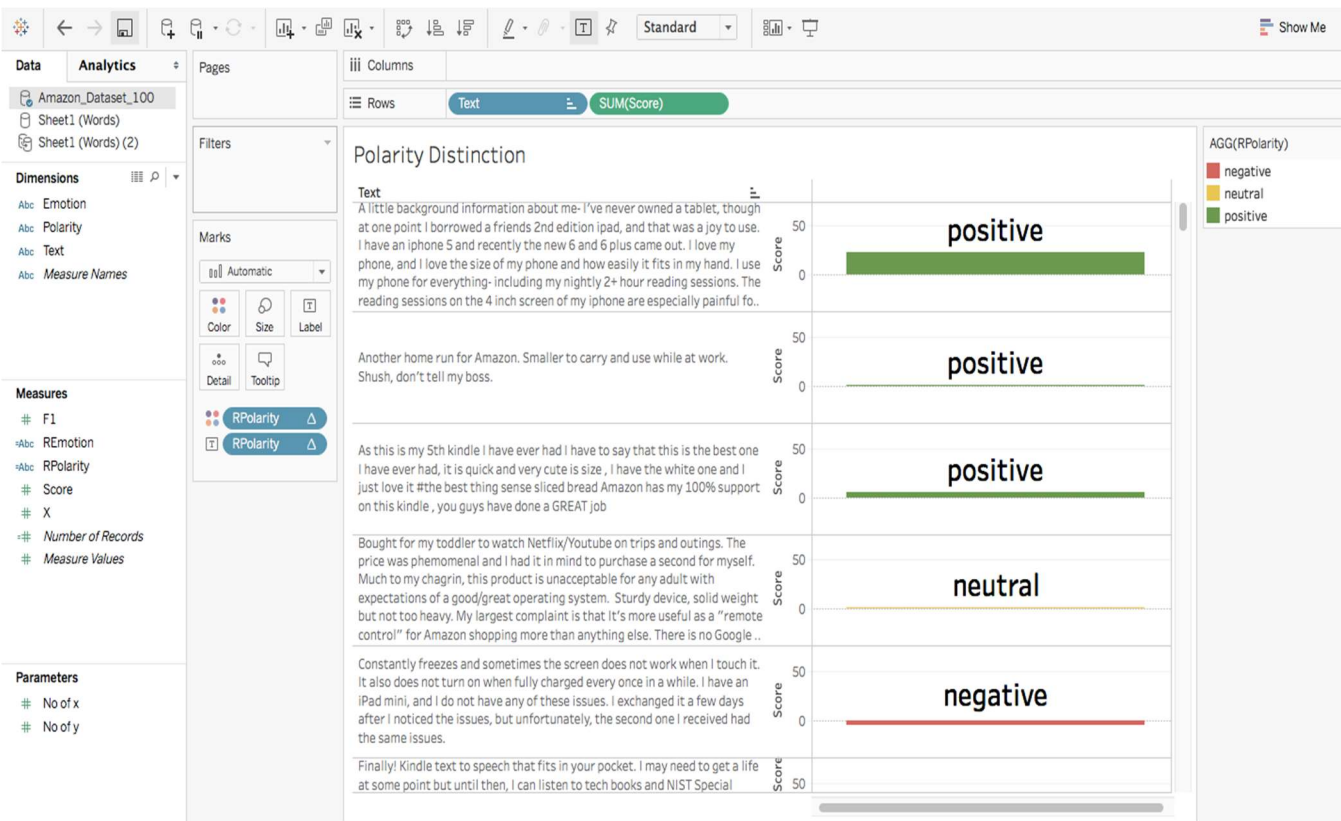 Standard
Show Me
Data
Analytics
Amazon_Dataset_100
Sheet1 (Words)
Sheet1 (Words) (2)
Dimensions
Abc Emotion
Abc Polarity
Abc Text
Abc Measure Names
Measures
# F1
=Abc REmotion
=Abc RPolarity
# Score
# X
=# Number of Records
# Measure Values
Parameters
# No of x
# No of y
Pages
Filters
Marks
Automatic
Color
Size
T
Label
Detail
Tooltip
RPolarity Δ
T RPolarity Δ
iii Columns
Rows
Text
SUM(Score)
Polarity Distinction
Text
A little background information about me- I've never owned a tablet, though
at one point I borrowed a friends 2nd edition ipad, and that was a joy to use.
I have an iphone 5 and recently the new 6 and 6 plus came out. I love my
phone, and I love the size of my phone and how easily it fits in my hand. I use
my phone for everything- including my nightly 2+ hour reading sessions. The
reading sessions on the 4 inch screen of my iphone are especially painful fo..
Score
50
0
positive
Another home run for Amazon. Smaller to carry and use while at work.
Shush, don't tell my boss.
Score
50
0
positive
As this is my 5th kindle I have ever had I have to say that this is the best one
I have ever had, it is quick and very cute is size , I have the white one and I
just love it #the best thing sense sliced bread Amazon has my 100% support
on this kindle , you guys have done a GREAT job
Score
50
0
positive
Bought for my toddler to watch Netflix/Youtube on trips and outings. The
price was phemomenal and I had it in mind to purchase a second for myself.
Much to my chagrin, this product is unacceptable for any adult with
expectations of a good/great operating system. Sturdy device, solid weight
but not too heavy. My largest complaint is that It's more useful as a "remote
control" for Amazon shopping more than anything else. There is no Google ..
Score
50
0
neutral
Constantly freezes and sometimes the screen does not work when I touch it.
It also does not turn on when fully charged every once in a while. I have an
iPad mini, and I do not have any of these issues. I exchanged it a few days
after I noticed the issues, but unfortunately, the second one I received had
the same issues.
Score
50
0
negative
Finally! Kindle text to speech that fits in your pocket. I may need to get a life
at some point but until then, I can listen to tech books and NIST Special
Score
50
AGG(RPolarity)
negative
neutral
positive